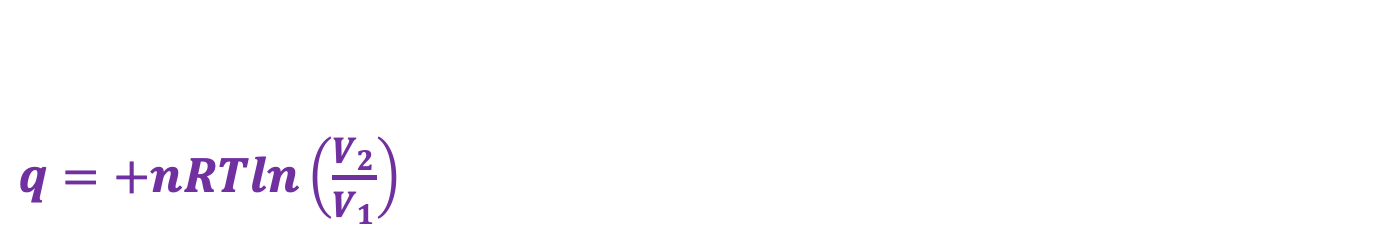 q = +nRTln(V₂/V₁)